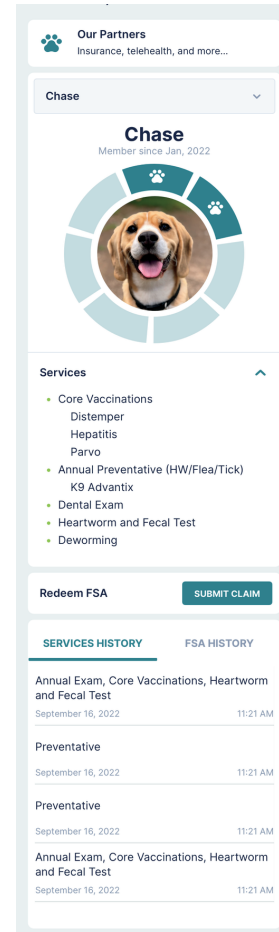 Our Partners
Insurance, telehealth, and more...
Chase
Chase
Member since Jan, 2022
Services
Core Vaccinations
Distemper
Hepatitis
Parvo
Annual Preventative (HW/Flea/Tick)
K9 Advantix
Dental Exam
Heartworm and Fecal Test
Deworming
Redeem FSA
SUBMIT CLAIM
SERVICES HISTORY
FSA HISTORY
Annual Exam, Core Vaccinations, Heartworm
and Fecal Test
September 16, 2022
11:21 AM
Preventative
September 16, 2022
11:21 AM
Preventative
September 16, 2022
11:21 AM
Annual Exam, Core Vaccinations, Heartworm
and Fecal Test
September 16, 2022
11:21 AM